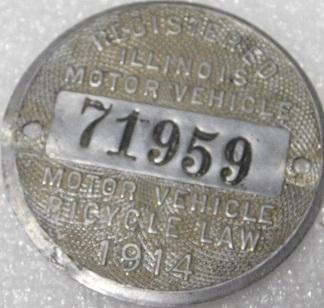 REGISTERED
ILLINOIS
MOTOR VEHICLE
71959
MOTOR VEHICLE
BICYCLE LAW
1914